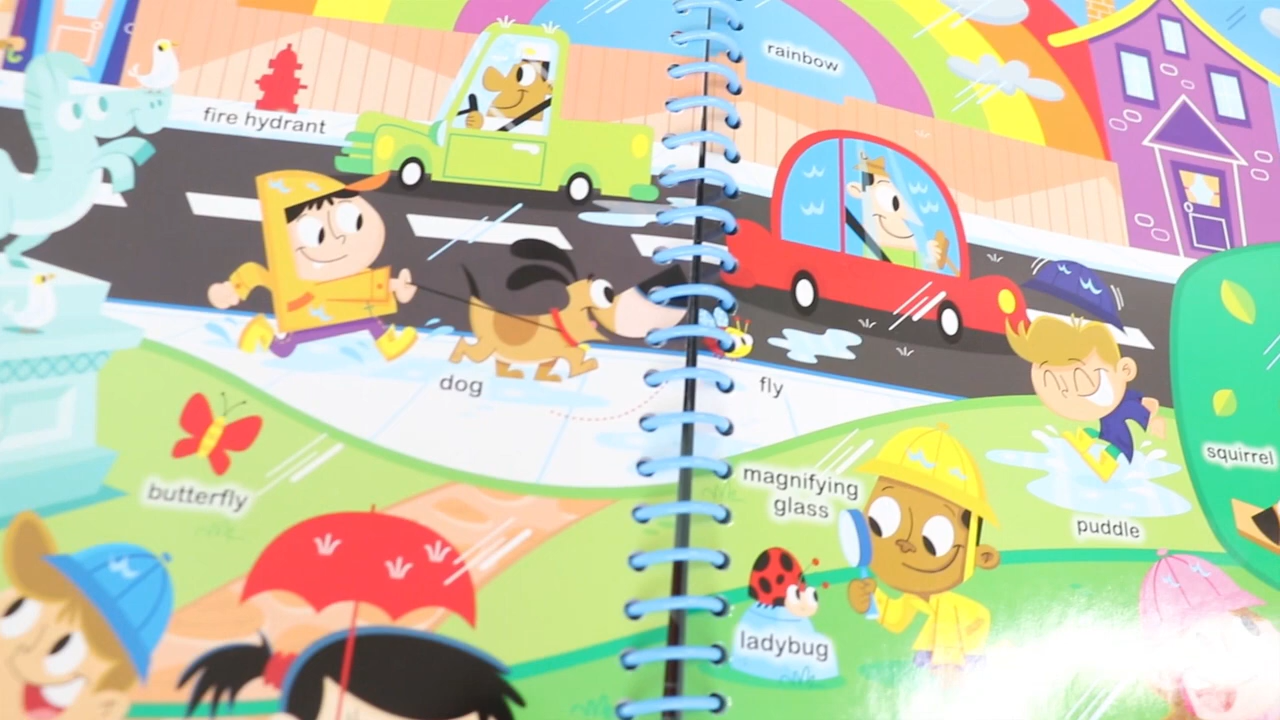 rainbow
fire hydrant
dog
fly
butterfly
magnifying
glass
squirrel
puddle
ladybug